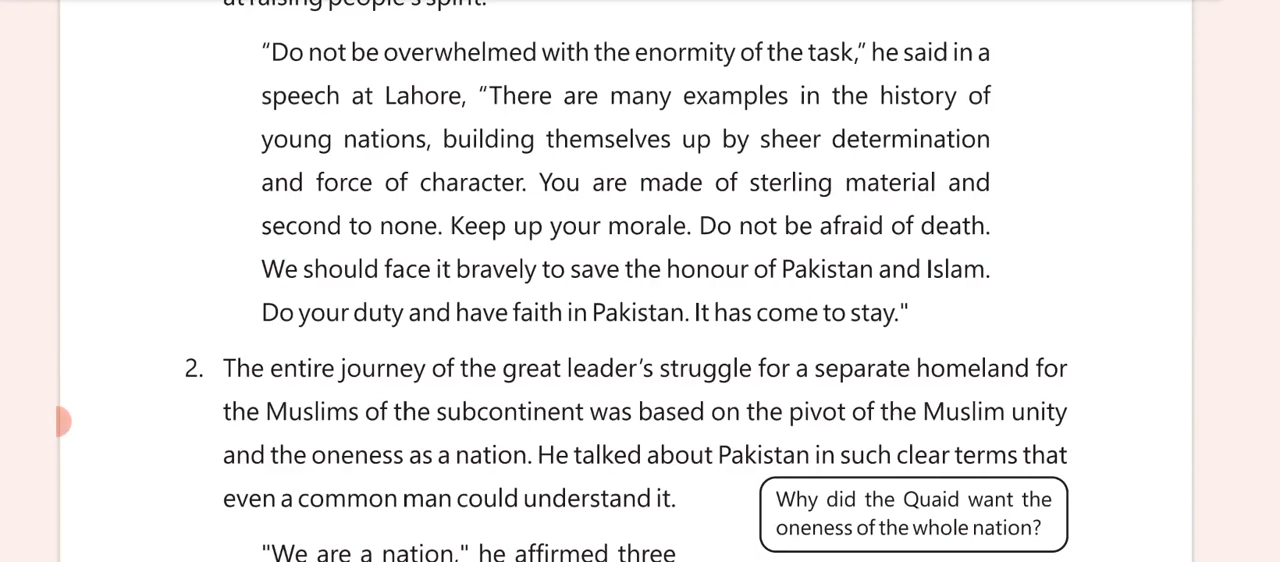 at raising people's spirit.
"Do not be overwhelmed with the enormity of the task," he said in a
speech at Lahore, "There are many examples in the history of
young nations, building themselves up by sheer determination
and force of character. You are made of sterling material and
second to none. Keep up your morale. Do not be afraid of death.
We should face it bravely to save the honour of Pakistan and Islam.
Do your duty and have faith in Pakistan. It has come to stay."
2. The entire journey of the great leader's struggle for a separate homeland for
the Muslims of the subcontinent was based on the pivot of the Muslim unity
and the oneness as a nation. He talked about Pakistan in such clear terms that
even a common man could understand it.
Why did the Quaid want the
oneness of the whole nation?
"We are a nation," he affirmed three